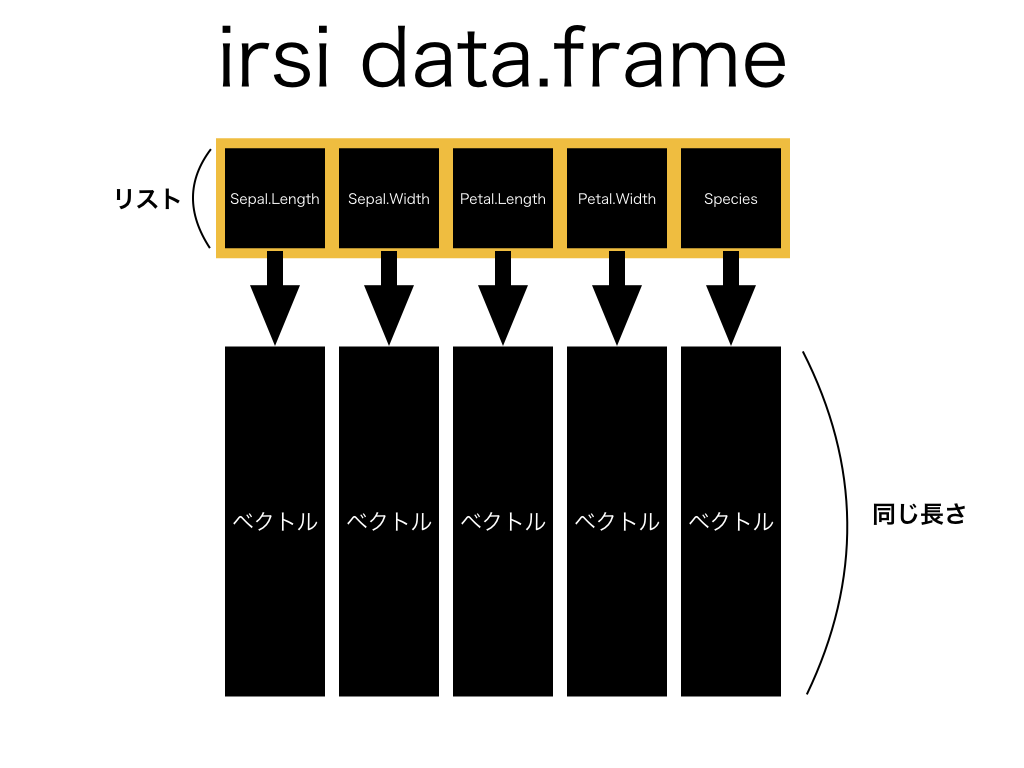 irsi data.frame
リスト
Sepal.Length
Sepal.Width
Petal.Length
Petal.Width
Species
ベクトル
ベクトル
ベクトル
ベクトル
ベクトル
同じ長さ